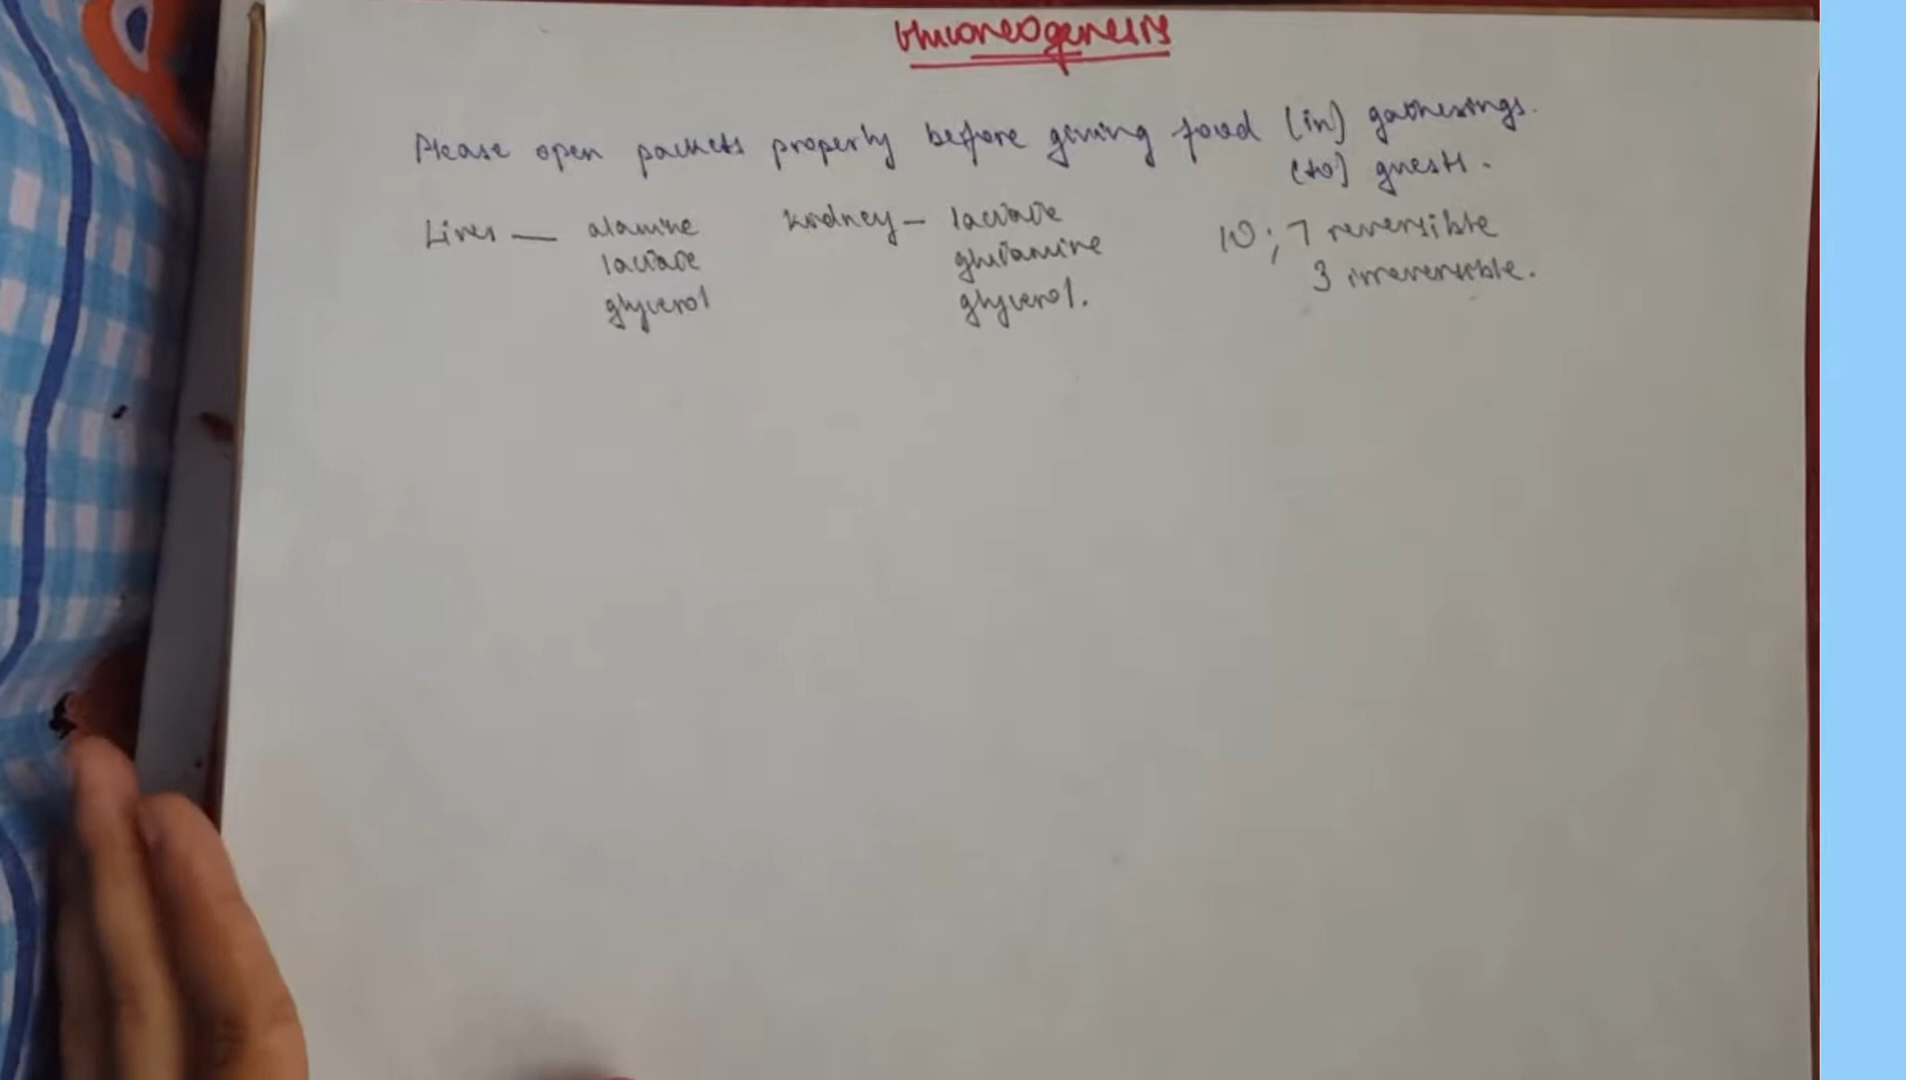 Gluconeogenesis
Please open packets properly before giving food (in) gatherings.
(to) guests.
Liver — alanine
lactate
glycerol
Kidney — lactate
glutamine
glycerol.
10; 7 reversible
3 irreversible.